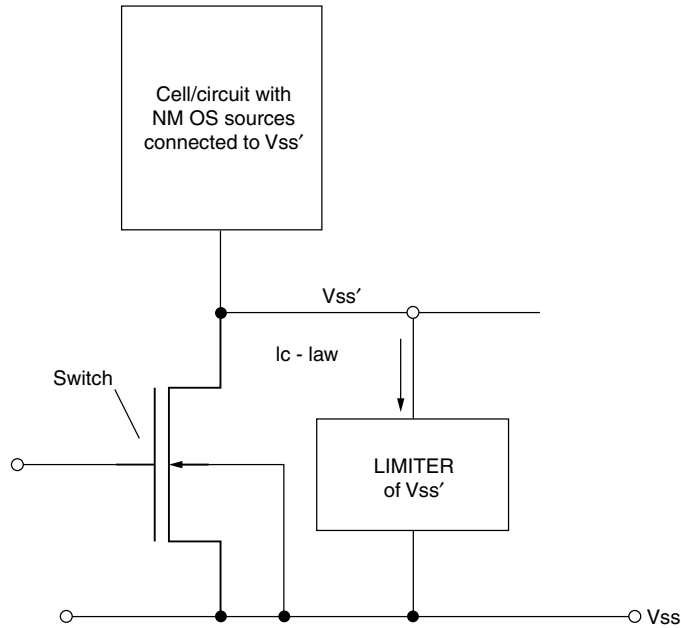 Cell/circuit with
NM OS sources
connected to Vss′
Vss′
Ic - law
Switch
LIMITER
of Vss′
Vss